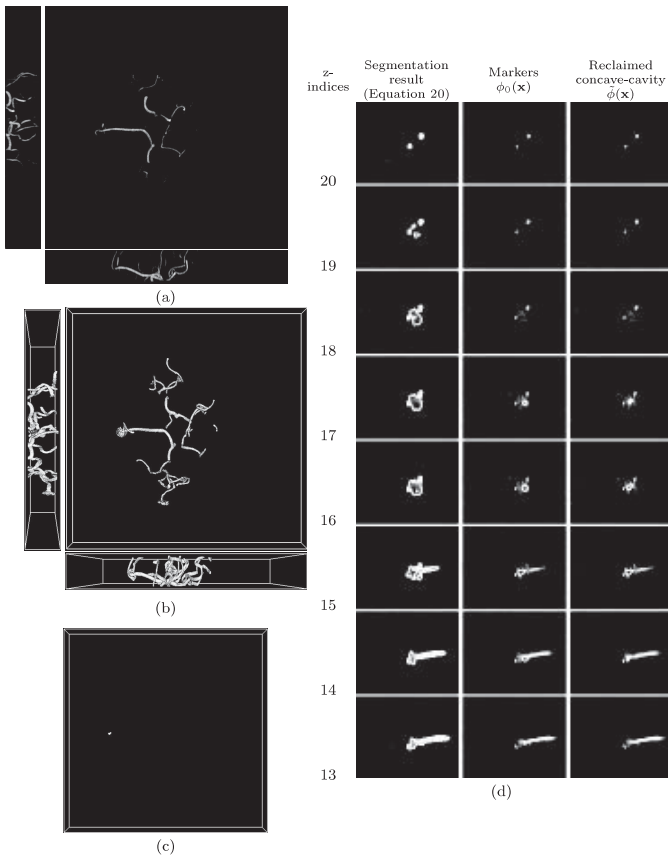 z-
indices
Segmentation
result
(Equation 20)
Markers
ϕ₀(𝐱)
Reclaimed
concave-cavity
ϕ̃(𝐱)
20
19
18
17
16
15
14
13
(a)
(b)
(c)
(d)